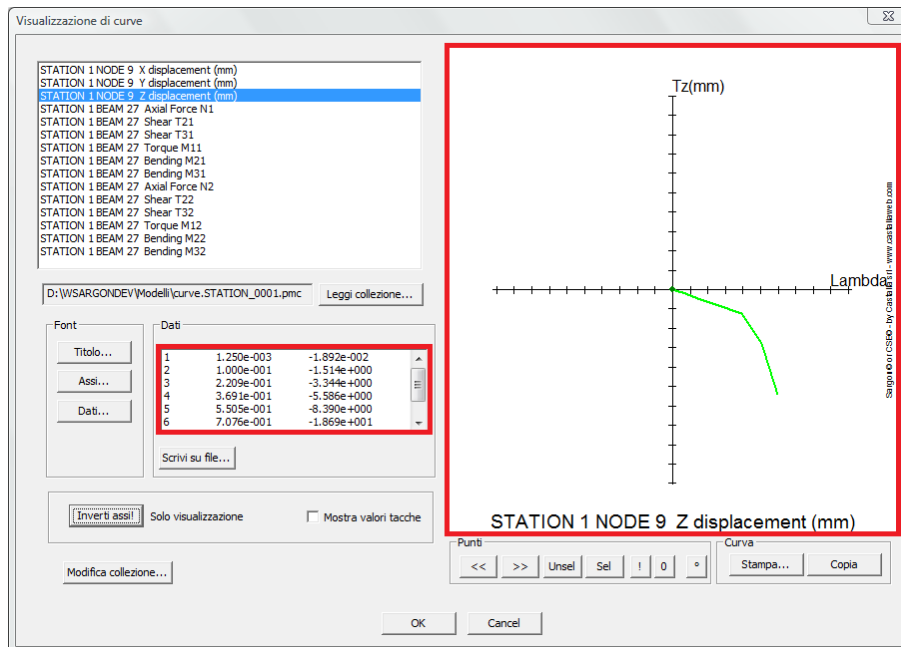 Visualizzazione di curve
STATION 1 NODE 9 X displacement (mm)
STATION 1 NODE 9 Y displacement (mm)
STATION 1 NODE 9 Z displacement (mm)
STATION 1 BEAM 27 Axial Force N1
STATION 1 BEAM 27 Shear T21
STATION 1 BEAM 27 Shear T31
STATION 1 BEAM 27 Torque M11
STATION 1 BEAM 27 Bending M21
STATION 1 BEAM 27 Bending M31
STATION 1 BEAM 27 Axial Force N2
STATION 1 BEAM 27 Shear T22
STATION 1 BEAM 27 Shear T32
STATION 1 BEAM 27 Torque M12
STATION 1 BEAM 27 Bending M22
STATION 1 BEAM 27 Bending M32
D:\WSARGONDEV\Modelli\curve.STATION_0001.pmc
Leggi collezione...
Font
Titolo...
Assi...
Dati...
Dati
1 1.250e-003 -1.892e-002
2 1.000e-001 -1.514e+000
3 2.209e-001 -3.344e+000
4 3.691e-001 -5.586e+000
5 5.505e-001 -8.390e+000
6 7.076e-001 -1.869e+001
Scrivi su file...
Inverti assi! Solo visualizzazione
Mostra valori tacche
Modifica collezione...
Tz(mm)
Lambda
Sargon® or CSE© - by Castalia srl - www.castaliaweb.com
STATION 1 NODE 9 Z displacement (mm)
Punti
<< >> Unsel Sel ! 0 °
Curva
Stampa... Copia
OK Cancel